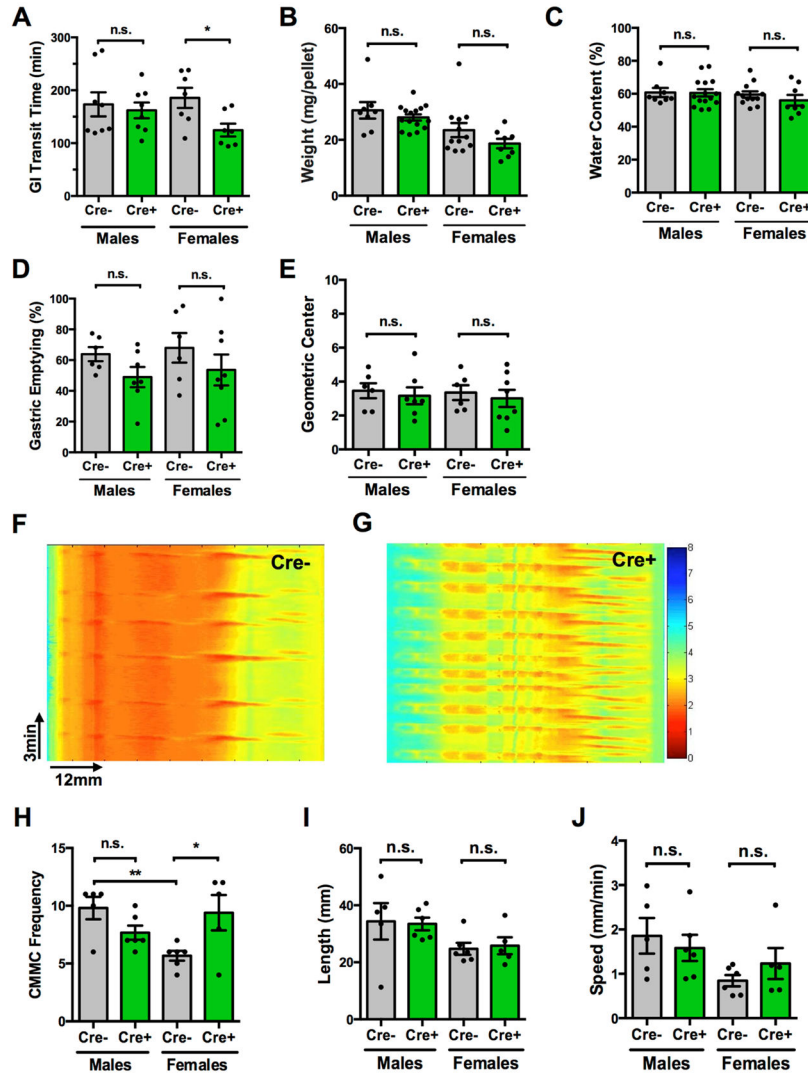 A
n.s.
*
GI Transit Time (min)
300
200
100
0
Cre- Cre+ Cre- Cre+
Males Females
B
n.s.
n.s.
Weight (mg/pellet)
60
40
20
0
Cre- Cre+ Cre- Cre+
Males Females
C
n.s.
n.s.
Water Content (%)
100
80
60
40
20
0
Cre- Cre+ Cre- Cre+
Males Females
D
n.s.
n.s.
Gastric Emptying (%)
100
80
60
40
20
0
Cre- Cre+ Cre- Cre+
Males Females
E
n.s.
n.s.
Geometric Center
10
8
6
4
2
0
Cre- Cre+ Cre- Cre+
Males Females
F
Cre-
3min
12mm
G
Cre+
8
7
6
5
4
3
2
1
0
H
n.s.
*
**
CMMC Frequency
15
10
5
0
Cre- Cre+ Cre- Cre+
Males Females
I
n.s.
n.s.
Length (mm)
60
40
20
0
Cre- Cre+ Cre- Cre+
Males Females
J
n.s.
n.s.
Speed (mm/min)
4
3
2
1
0
Cre- Cre+ Cre- Cre+
Males Females